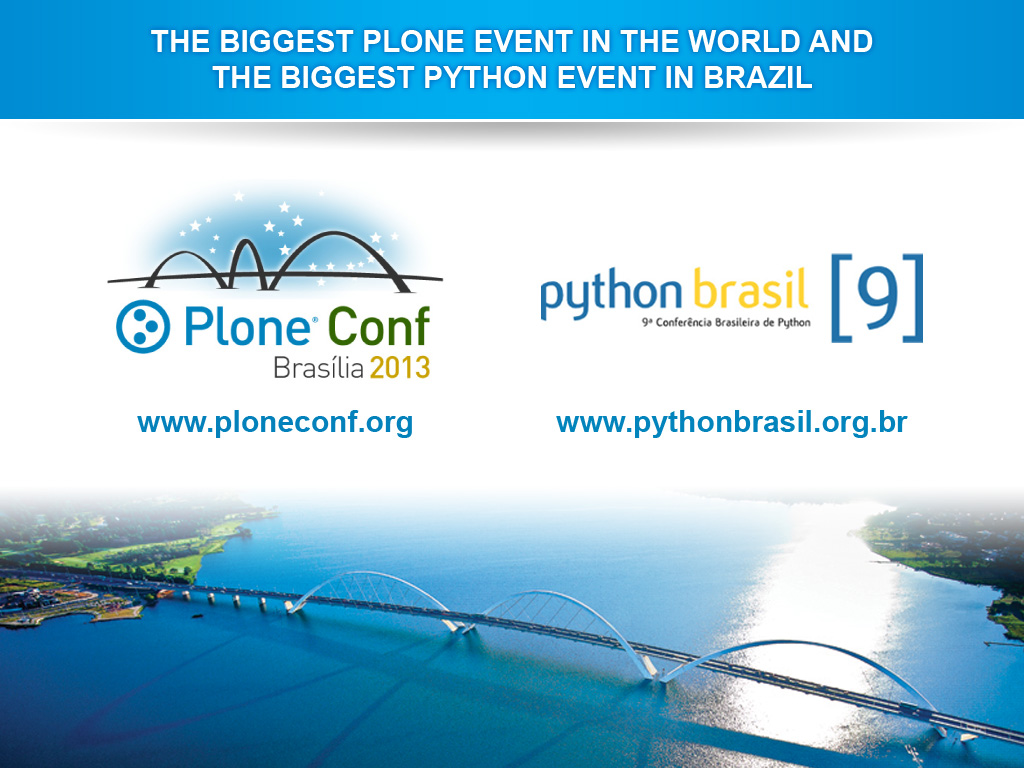 THE BIGGEST PLONE EVENT IN THE WORLD AND
THE BIGGEST PYTHON EVENT IN BRAZIL
Plone® Conf
Brasília 2013
www.ploneconf.org
python brasil [9]
9ª Conferência Brasileira de Python
www.pythonbrasil.org.br